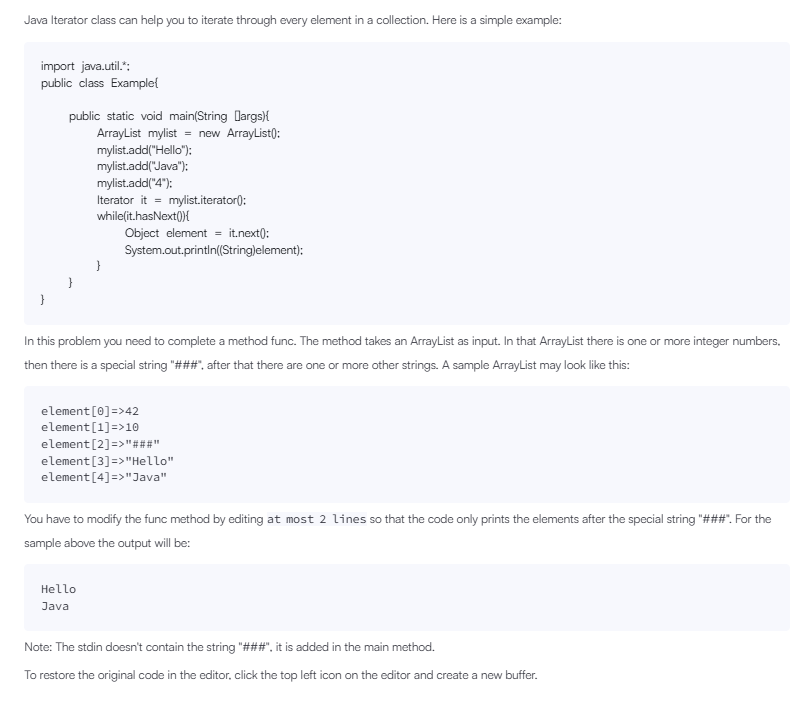 Java Iterator class can help you to iterate through every element in a collection. Here is a simple example:
import java.util.*;
public class Example{
public static void main(String []args){
ArrayList mylist = new ArrayList();
mylist.add("Hello");
mylist.add("Java");
mylist.add("4");
Iterator it = mylist.iterator();
while(it.hasNext()){
Object element = it.next();
System.out.println((String)element);
}
}
}
In this problem you need to complete a method func. The method takes an ArrayList as input. In that ArrayList there is one or more integer numbers,
then there is a special string "###", after that there are one or more other strings. A sample ArrayList may look like this:
element[0]=>42
element[1]=>10
element[2]=>"###"
element[3]=>"Hello"
element[4]=>"Java"
You have to modify the func method by editing at most 2 lines so that the code only prints the elements after the special string "###". For the
sample above the output will be:
Hello
Java
Note: The stdin doesn't contain the string "###", it is added in the main method.
To restore the original code in the editor, click the top left icon on the editor and create a new buffer.